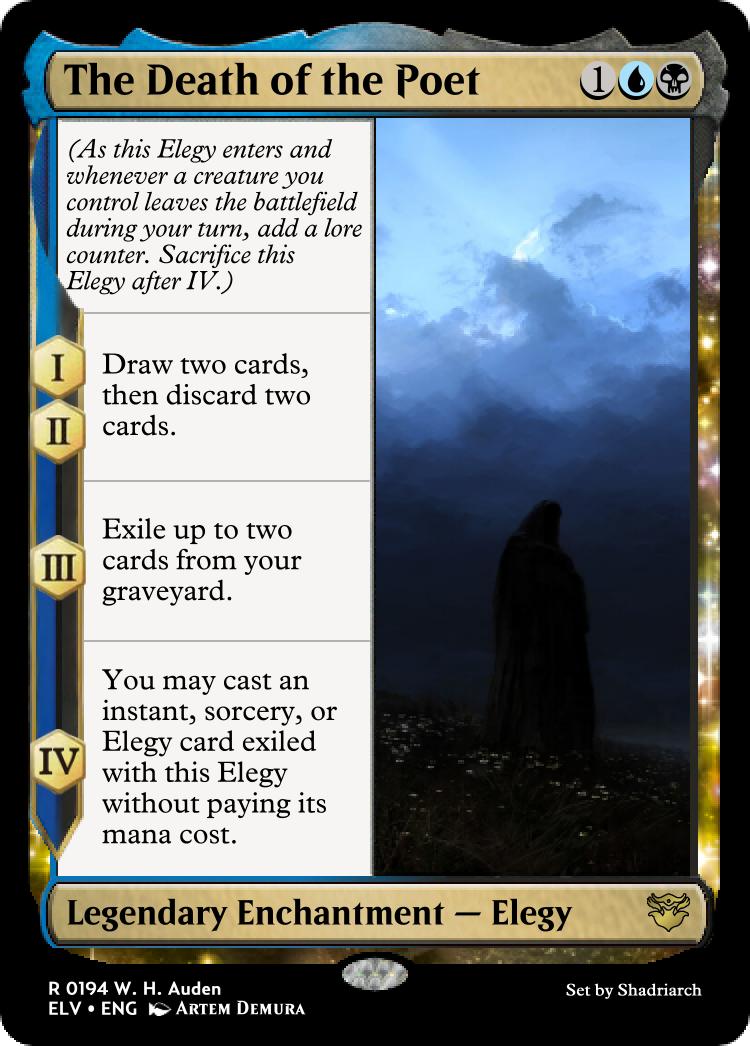 The Death of the Poet 1
(As this Elegy enters and
whenever a creature you
control leaves the battlefield
during your turn, add a lore
counter. Sacrifice this
Elegy after IV.)
I
II
Draw two cards,
then discard two
cards.
III
Exile up to two
cards from your
graveyard.
IV
You may cast an
instant, sorcery, or
Elegy card exiled
with this Elegy
without paying its
mana cost.
Legendary Enchantment — Elegy
R 0194 W. H. Auden
ELV • ENG ARTEM DEMURA
Set by Shadriarch